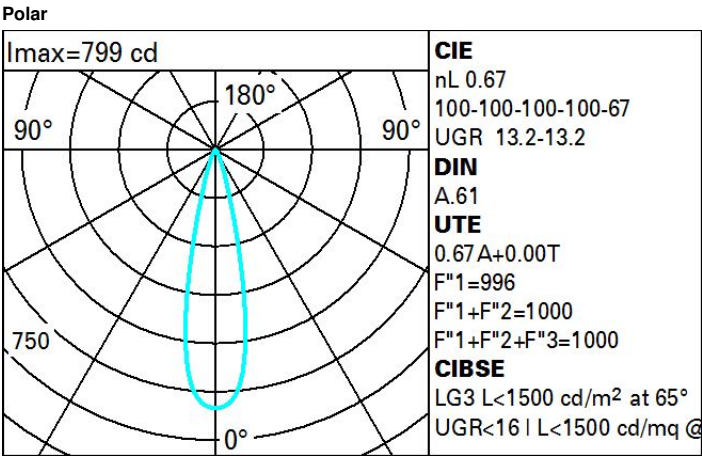 Polar
Imax=799 cd
180°
90°
90°
750
0°
CIE
nL 0.67
100-100-100-100-67
UGR 13.2-13.2
DIN
A.61
UTE
0.67A+0.00T
F"1=996
F"1+F"2=1000
F"1+F"2+F"3=1000
CIBSE
LG3 L<1500 cd/m² at 65°
UGR<16 | L<1500 cd/mq @